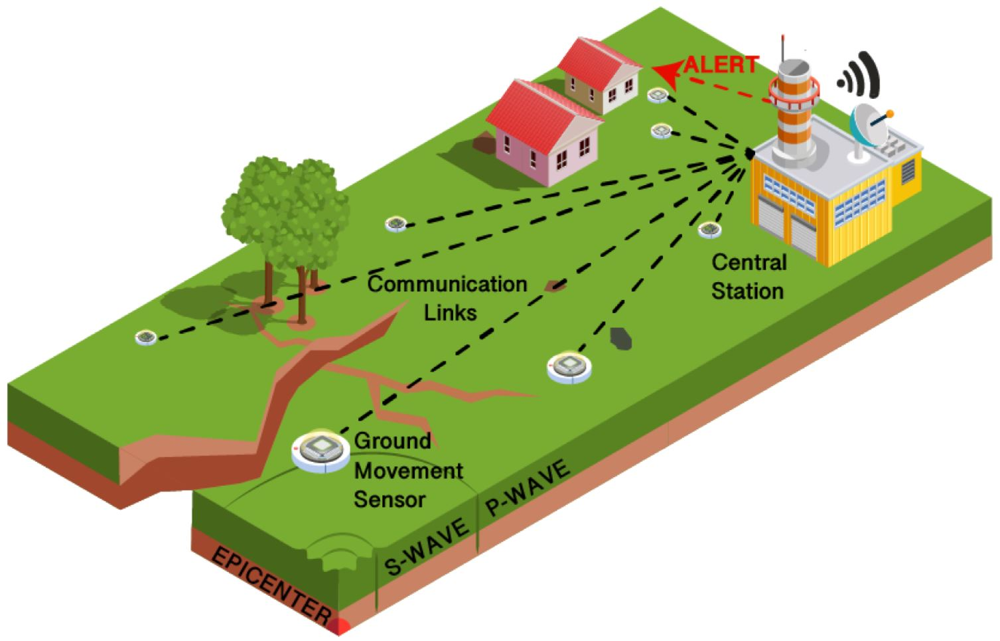 ALERT
Central
Station
Communication
Links
Ground
Movement
Sensor
P-WAVE
S-WAVE
EPICENTER